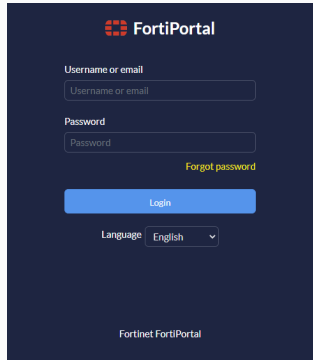 FortiPortal
Username or email
Username or email
Password
Password
Forgot password
Login
Language English
Fortinet FortiPortal